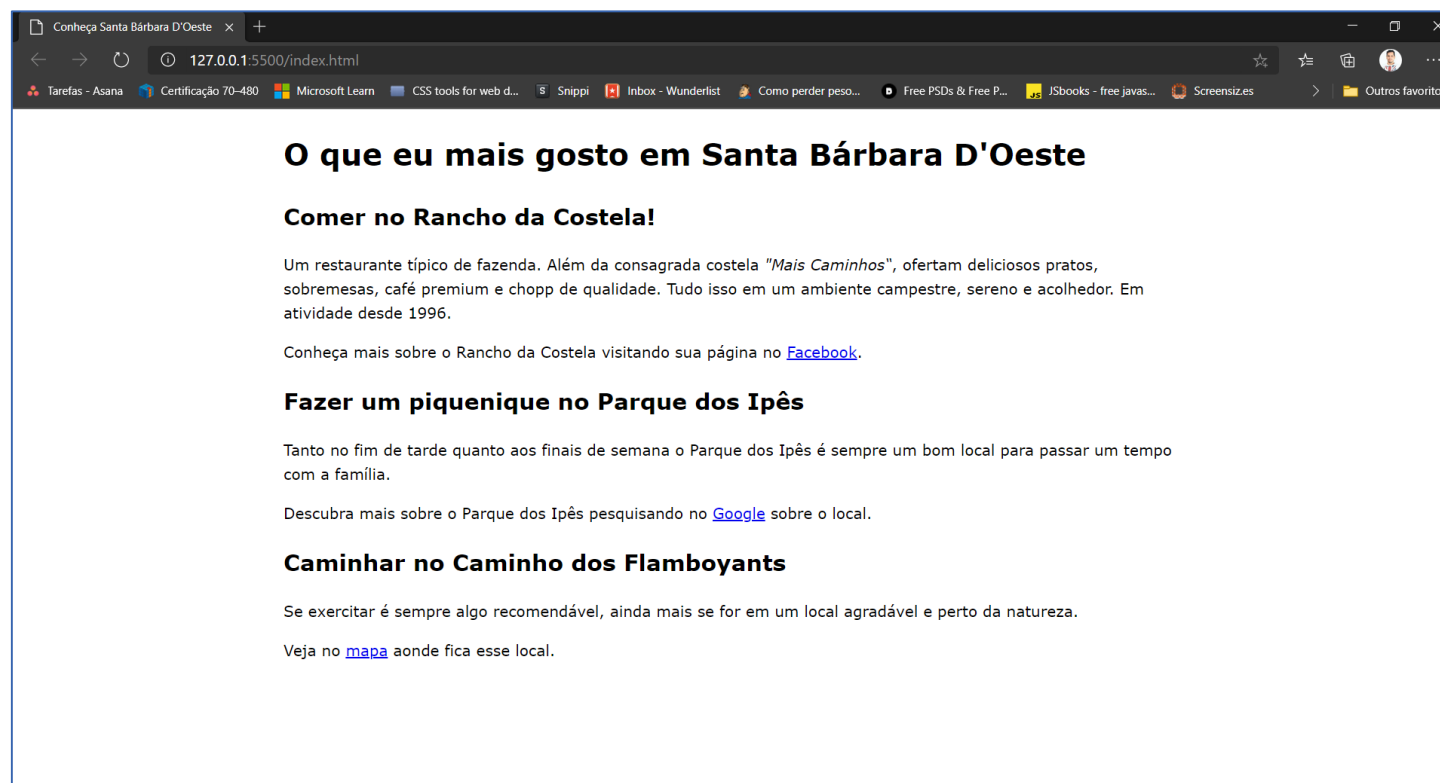 Conheça Santa Bárbara D'Oeste
127.0.0.1:5500/index.html
Tarefas - Asana Certificação 70–480 Microsoft Learn CSS tools for web d... Snippi Inbox - Wunderlist Como perder peso... Free PSDs & Free P... JSbooks - free javas... Screensiz.es Outros favorito
O que eu mais gosto em Santa Bárbara D'Oeste
Comer no Rancho da Costela!
Um restaurante típico de fazenda. Além da consagrada costela "Mais Caminhos“, ofertam deliciosos pratos,
sobremesas, café premium e chopp de qualidade. Tudo isso em um ambiente campestre, sereno e acolhedor. Em
atividade desde 1996.
Conheça mais sobre o Rancho da Costela visitando sua página no Facebook.
Fazer um piquenique no Parque dos Ipês
Tanto no fim de tarde quanto aos finais de semana o Parque dos Ipês é sempre um bom local para passar um tempo
com a família.
Descubra mais sobre o Parque dos Ipês pesquisando no Google sobre o local.
Caminhar no Caminho dos Flamboyants
Se exercitar é sempre algo recomendável, ainda mais se for em um local agradável e perto da natureza.
Veja no mapa aonde fica esse local.